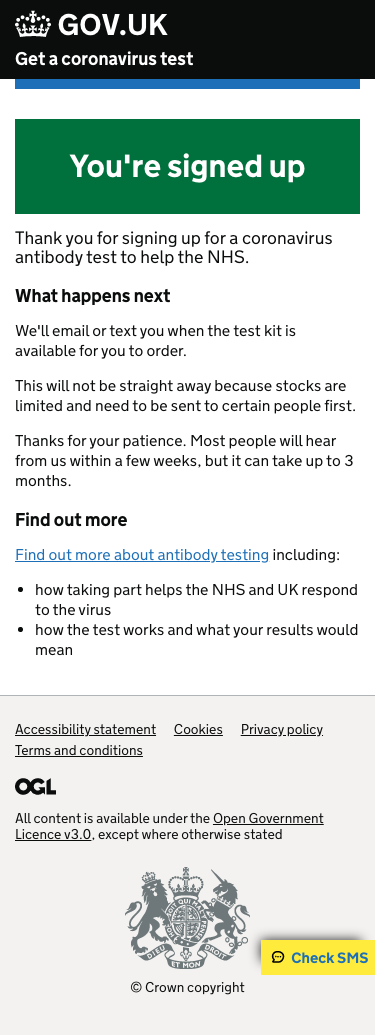 GOV.UK
Get a coronavirus test
You're signed up
Thank you for signing up for a coronavirus
antibody test to help the NHS.
What happens next
We'll email or text you when the test kit is
available for you to order.
This will not be straight away because stocks are
limited and need to be sent to certain people first.
Thanks for your patience. Most people will hear
from us within a few weeks, but it can take up to 3
months.
Find out more
Find out more about antibody testing including:
• how taking part helps the NHS and UK respond
to the virus
• how the test works and what your results would
mean
Accessibility statement Cookies Privacy policy
Terms and conditions
OGL
All content is available under the Open Government
Licence v3.0, except where otherwise stated
DIEU ET MON DROIT
Check SMS
© Crown copyright